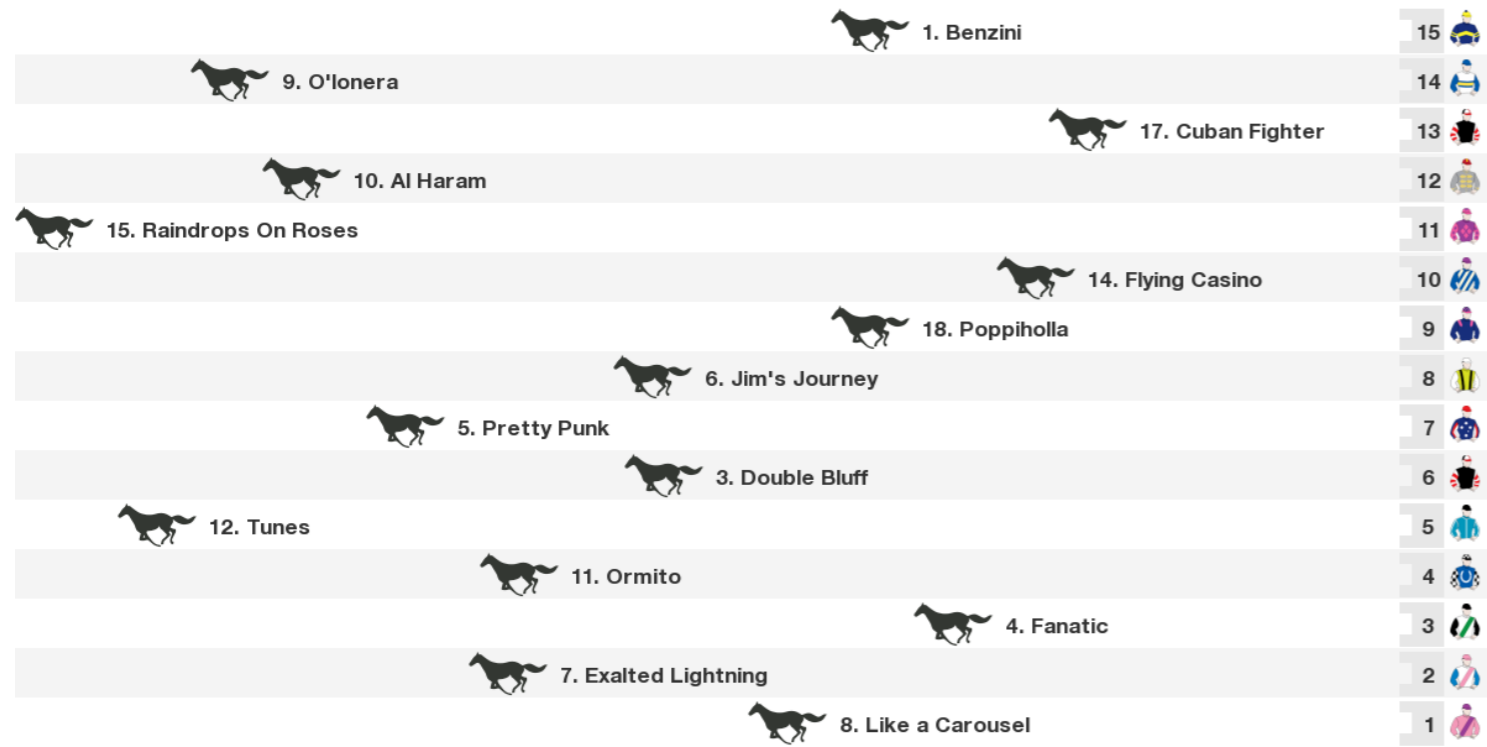 1. Benzini 15
9. O'Ionera 14
17. Cuban Fighter 13
10. Al Haram 12
15. Raindrops On Roses 11
14. Flying Casino 10
18. Poppiholla 9
6. Jim's Journey 8
5. Pretty Punk 7
3. Double Bluff 6
12. Tunes 5
11. Ormito 4
4. Fanatic 3
7. Exalted Lightning 2
8. Like a Carousel 1